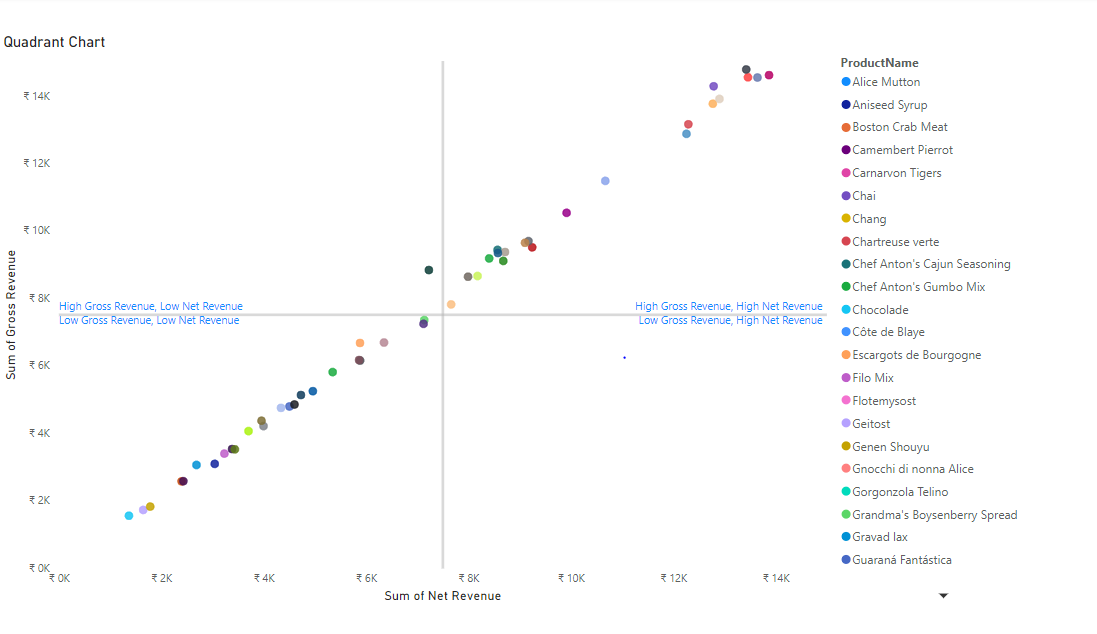 Quadrant Chart
₹ 14K
₹ 12K
₹ 10K
₹ 8K
₹ 6K
₹ 4K
₹ 2K
₹ 0K
Sum of Gross Revenue
High Gross Revenue, Low Net Revenue
Low Gross Revenue, Low Net Revenue
High Gross Revenue, High Net Revenue
Low Gross Revenue, High Net Revenue
₹ 0K ₹ 2K ₹ 4K ₹ 6K ₹ 8K ₹ 10K ₹ 12K ₹ 14K
Sum of Net Revenue
ProductName
Alice Mutton
Aniseed Syrup
Boston Crab Meat
Camembert Pierrot
Carnarvon Tigers
Chai
Chang
Chartreuse verte
Chef Anton's Cajun Seasoning
Chef Anton's Gumbo Mix
Chocolade
Côte de Blaye
Escargots de Bourgogne
Filo Mix
Flotemysost
Geitost
Genen Shouyu
Gnocchi di nonna Alice
Gorgonzola Telino
Grandma's Boysenberry Spread
Gravad lax
Guaraná Fantástica